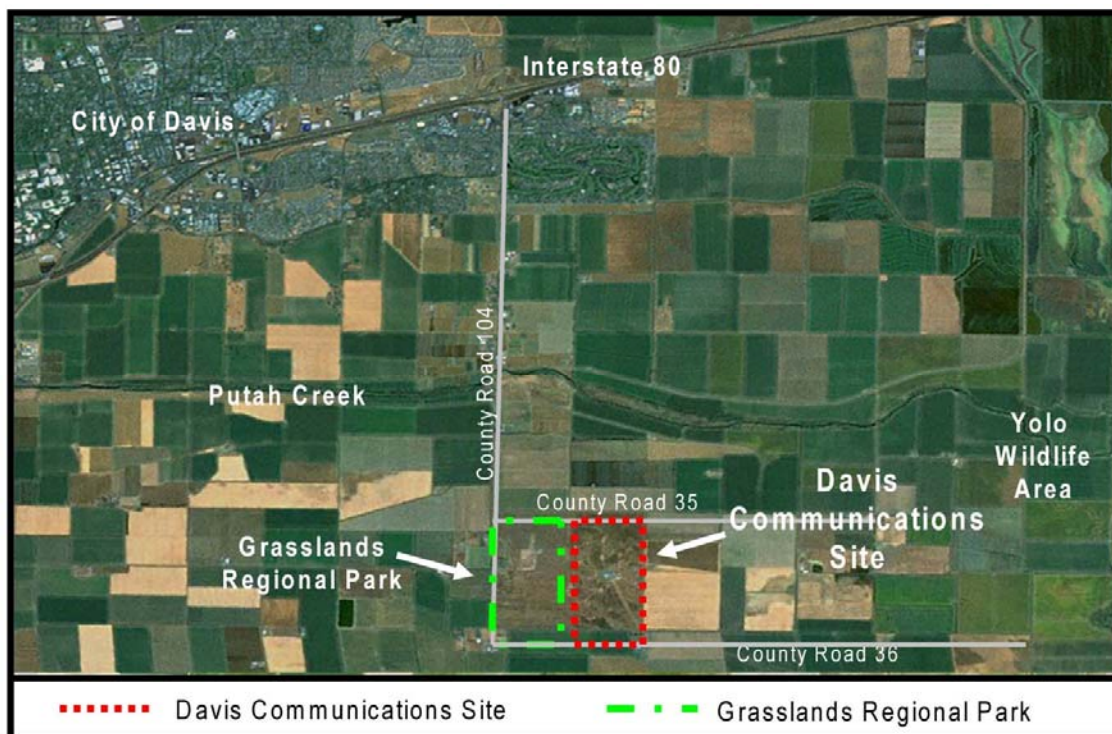 Interstate 80
City of Davis
County Road 104
Putah Creek
Yolo
Wildlife
Area
Davis
Communications
Site
County Road 35
Grasslands
Regional Park
County Road 36
Davis Communications Site
Grasslands Regional Park